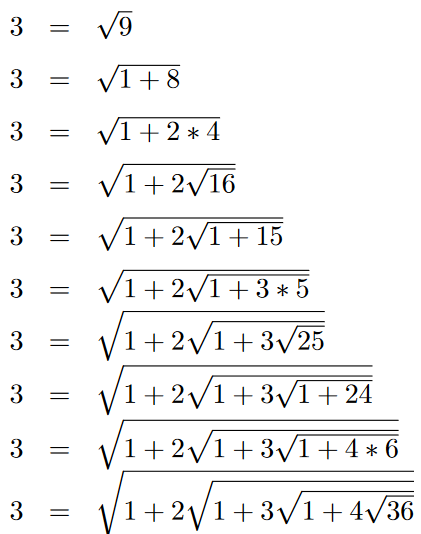 3 = √9
3 = √(1 + 8)
3 = √(1 + 2 ∗ 4)
3 = √(1 + 2√16)
3 = √(1 + 2√(1 + 15))
3 = √(1 + 2√(1 + 3 ∗ 5))
3 = √(1 + 2√(1 + 3√25))
3 = √(1 + 2√(1 + 3√(1 + 24)))
3 = √(1 + 2√(1 + 3√(1 + 4 ∗ 6)))
3 = √(1 + 2√(1 + 3√(1 + 4√36)))